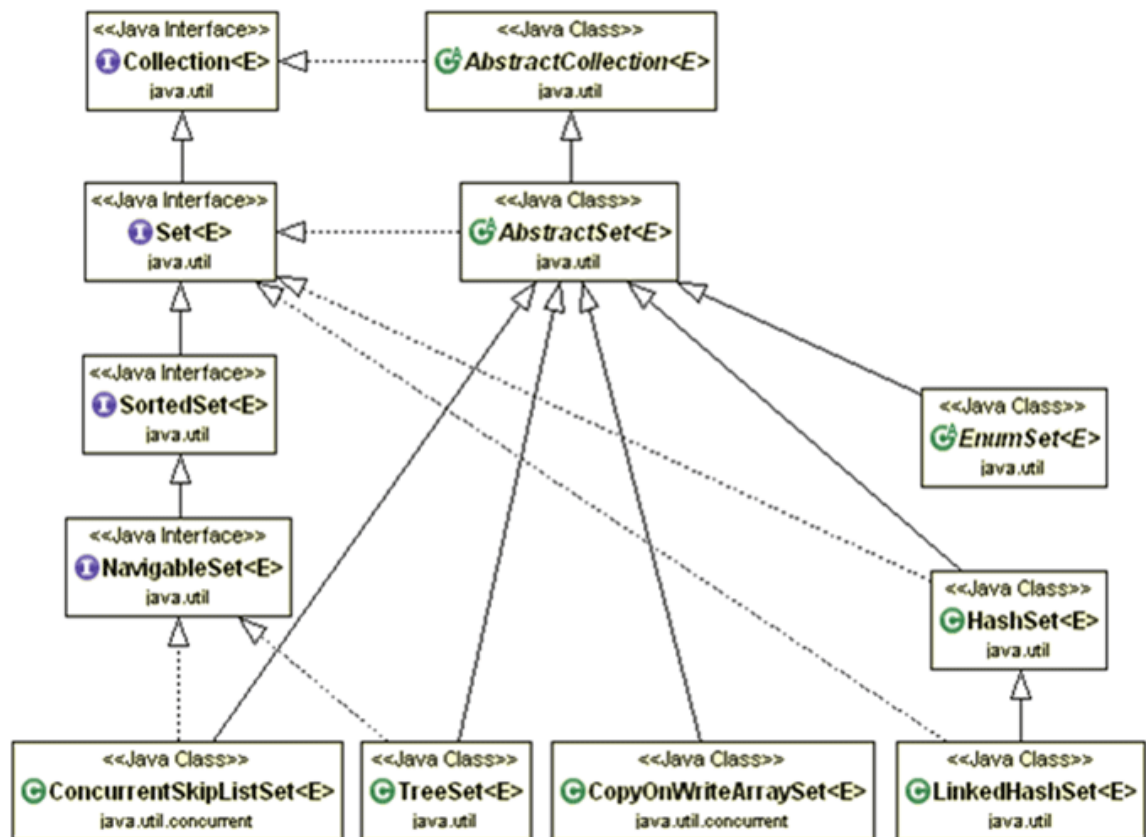 <<Java Interface>>
I Collection<E>
java.util
<<Java Class>>
C A AbstractCollection<E>
java.util
<<Java Interface>>
I Set<E>
java.util
<<Java Class>>
C A AbstractSet<E>
java.util
<<Java Interface>>
I SortedSet<E>
java.util
<<Java Class>>
C A EnumSet<E>
java.util
<<Java Interface>>
I NavigableSet<E>
java.util
<<Java Class>>
C HashSet<E>
java.util
<<Java Class>>
C ConcurrentSkipListSet<E>
java.util.concurrent
<<Java Class>>
C TreeSet<E>
java.util
<<Java Class>>
C CopyOnWriteArraySet<E>
java.util.concurrent
<<Java Class>>
C LinkedHashSet<E>
java.util